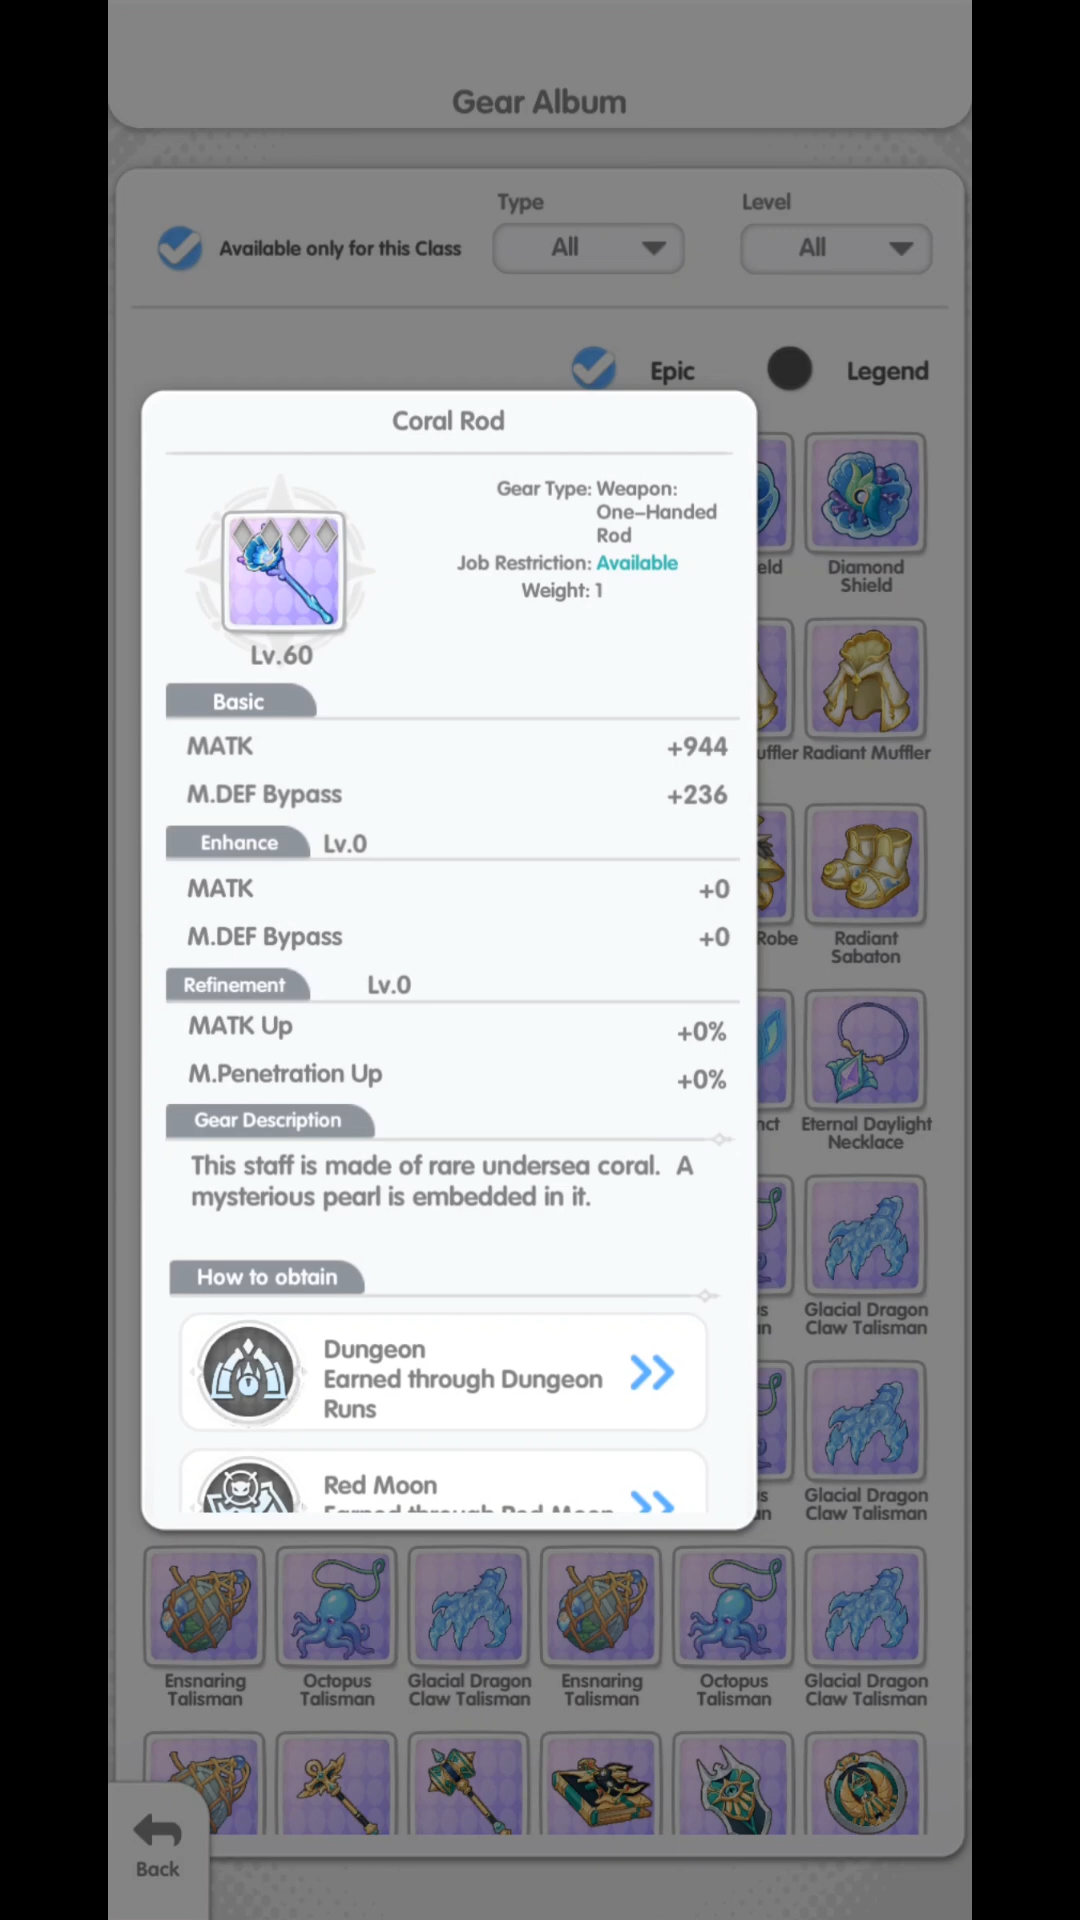 Gear Album
Type
Level
Available only for this Class
All
All
Epic
Legend
Coral Rod
Gear Type: Weapon:
One-Handed
Rod
Job Restriction: Available
Weight: 1
Lv.60
Basic
MATK +944
M.DEF Bypass +236
Enhance Lv.0
MATK +0
M.DEF Bypass +0
Refinement Lv.0
MATK Up +0%
M.Penetration Up +0%
Gear Description
This staff is made of rare undersea coral. A
mysterious pearl is embedded in it.
How to obtain
Dungeon
Earned through Dungeon
Runs
Red Moon
Earned through Red Moon
Diamond
Shield
Radiant Muffler
Robe
Radiant
Sabaton
Eternal Daylight
Necklace
Glacial Dragon
Claw Talisman
Glacial Dragon
Claw Talisman
Ensnaring
Talisman
Octopus
Talisman
Glacial Dragon
Claw Talisman
Ensnaring
Talisman
Octopus
Talisman
Glacial Dragon
Claw Talisman
Back